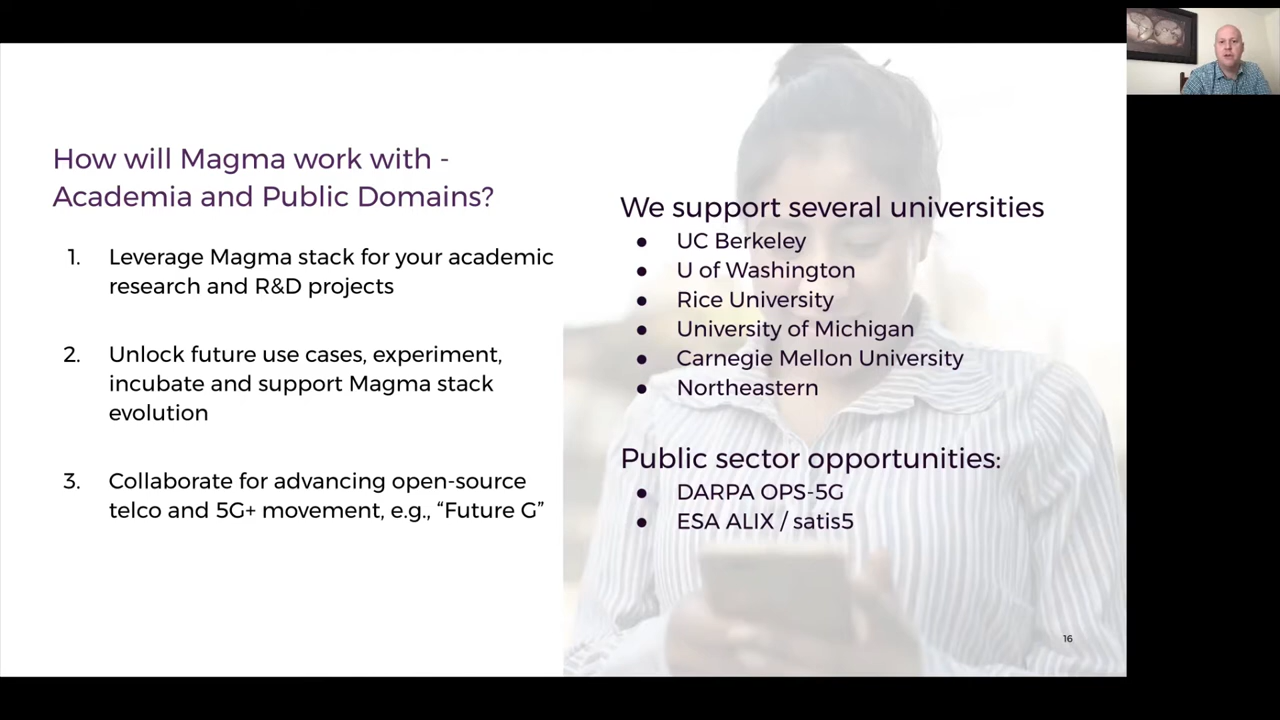 How will Magma work with -
Academia and Public Domains?
1. Leverage Magma stack for your academic
research and R&D projects
2. Unlock future use cases, experiment,
incubate and support Magma stack
evolution
3. Collaborate for advancing open-source
telco and 5G+ movement, e.g., “Future G”
We support several universities
● UC Berkeley
● U of Washington
● Rice University
● University of Michigan
● Carnegie Mellon University
● Northeastern
Public sector opportunities:
● DARPA OPS-5G
● ESA ALIX / satis5
16